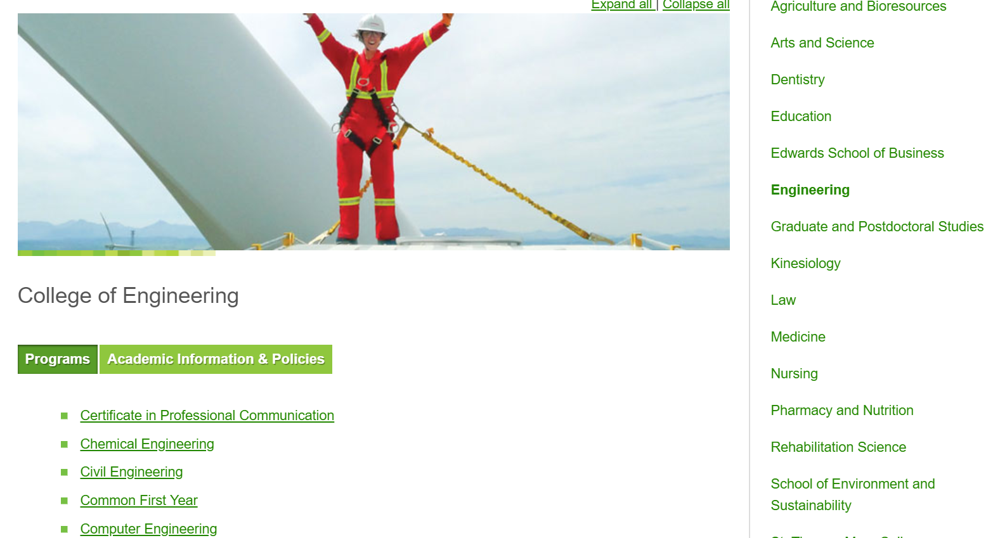 Expand all | Collapse all
College of Engineering
Programs
Academic Information & Policies
Certificate in Professional Communication
Chemical Engineering
Civil Engineering
Common First Year
Computer Engineering
Agriculture and Bioresources
Arts and Science
Dentistry
Education
Edwards School of Business
Engineering
Graduate and Postdoctoral Studies
Kinesiology
Law
Medicine
Nursing
Pharmacy and Nutrition
Rehabilitation Science
School of Environment and
Sustainability